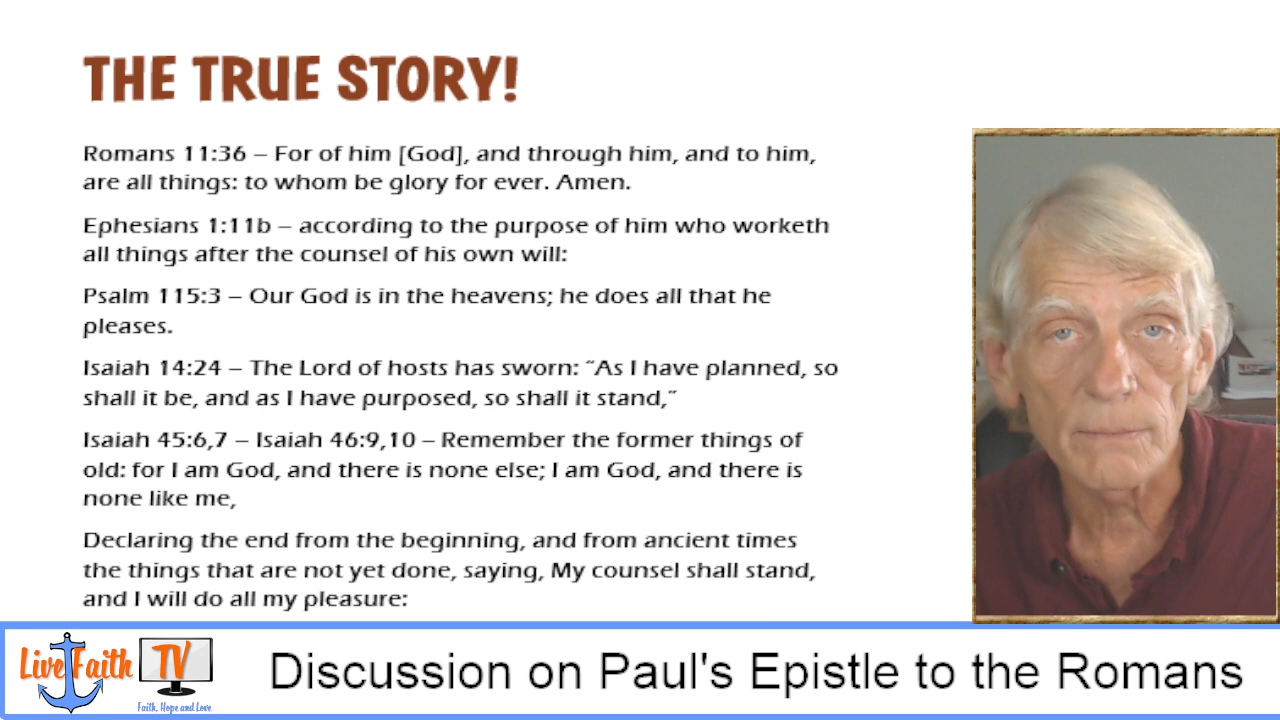 THE TRUE STORY!
Romans 11:36 – For of him [God], and through him, and to him,
are all things: to whom be glory for ever. Amen.
Ephesians 1:11b – according to the purpose of him who worketh
all things after the counsel of his own will:
Psalm 115:3 – Our God is in the heavens; he does all that he
pleases.
Isaiah 14:24 – The Lord of hosts has sworn: “As I have planned, so
shall it be, and as I have purposed, so shall it stand,”
Isaiah 45:6,7 – Isaiah 46:9,10 – Remember the former things of
old: for I am God, and there is none else; I am God, and there is
none like me,
Declaring the end from the beginning, and from ancient times
the things that are not yet done, saying, My counsel shall stand,
and I will do all my pleasure:
Live Faith TV
Faith, Hope and Love
Discussion on Paul's Epistle to the Romans